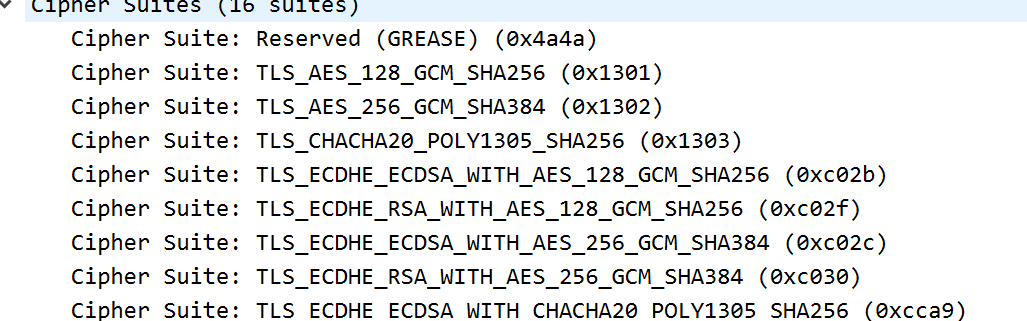 Cipher Suites (16 suites)
Cipher Suite: Reserved (GREASE) (0x4a4a)
Cipher Suite: TLS_AES_128_GCM_SHA256 (0x1301)
Cipher Suite: TLS_AES_256_GCM_SHA384 (0x1302)
Cipher Suite: TLS_CHACHA20_POLY1305_SHA256 (0x1303)
Cipher Suite: TLS_ECDHE_ECDSA_WITH_AES_128_GCM_SHA256 (0xc02b)
Cipher Suite: TLS_ECDHE_RSA_WITH_AES_128_GCM_SHA256 (0xc02f)
Cipher Suite: TLS_ECDHE_ECDSA_WITH_AES_256_GCM_SHA384 (0xc02c)
Cipher Suite: TLS_ECDHE_RSA_WITH_AES_256_GCM_SHA384 (0xc030)
Cipher Suite: TLS_ECDHE_ECDSA_WITH_CHACHA20_POLY1305_SHA256 (0xcca9)